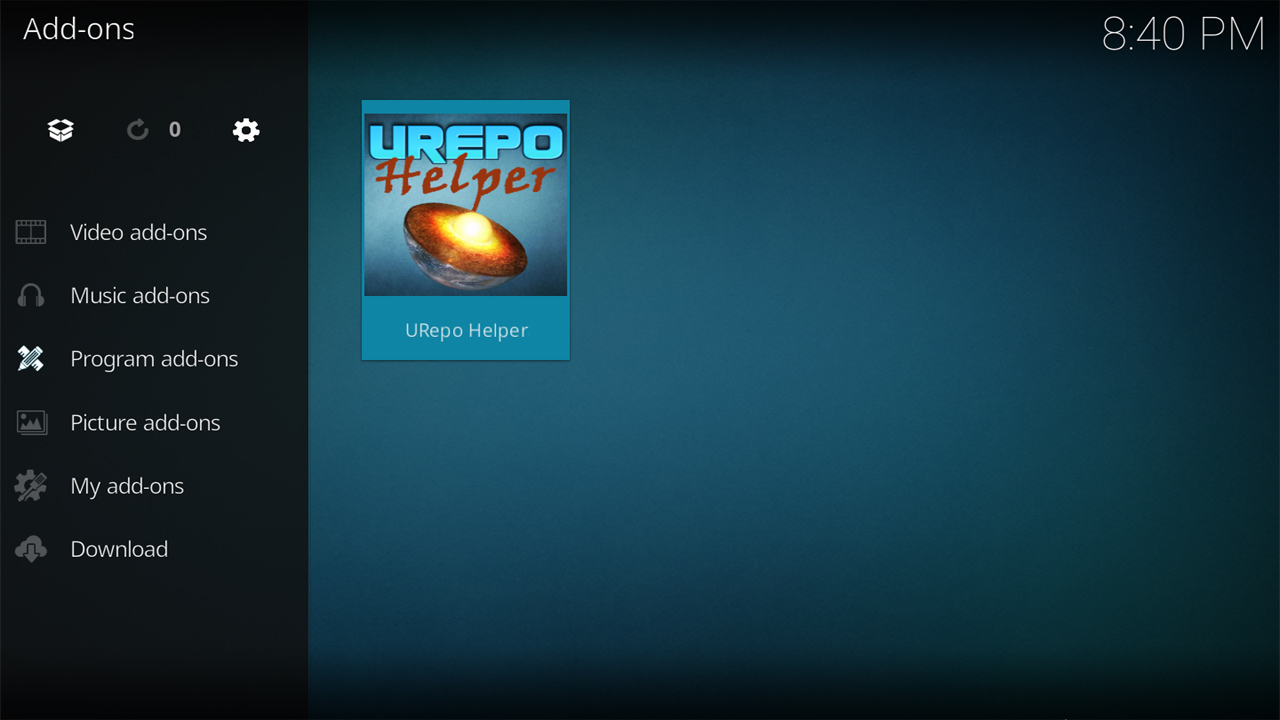 Add-ons
8:40 PM
0
Video add-ons
Music add-ons
Program add-ons
Picture add-ons
My add-ons
Download
UREPO
Helper
URepo Helper